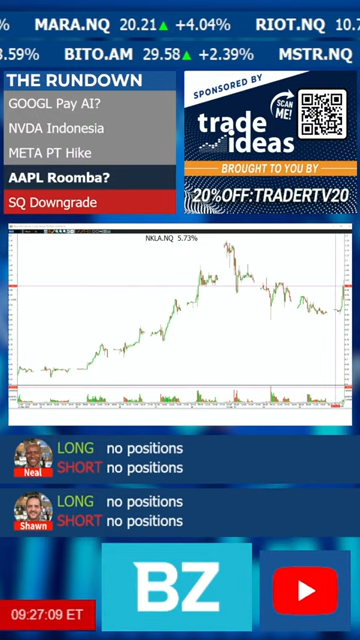 % MARA.NQ 20.21▲ +4.04% RIOT.NQ 10.7
3.59% BITO.AM 29.58▲ +2.39% MSTR.NQ
THE RUNDOWN
GOOGL Pay AI?
NVDA Indonesia
META PT Hike
AAPL Roomba?
SQ Downgrade
SPONSORED BY
SCAN ME!
trade ideas
BROUGHT TO YOU BY
20%OFF:TRADERTV20
NKLA.NQ 5.73%
LONG no positions
SHORT no positions
Neal
LONG no positions
SHORT no positions
Shawn
BZ
09:27:09 ET